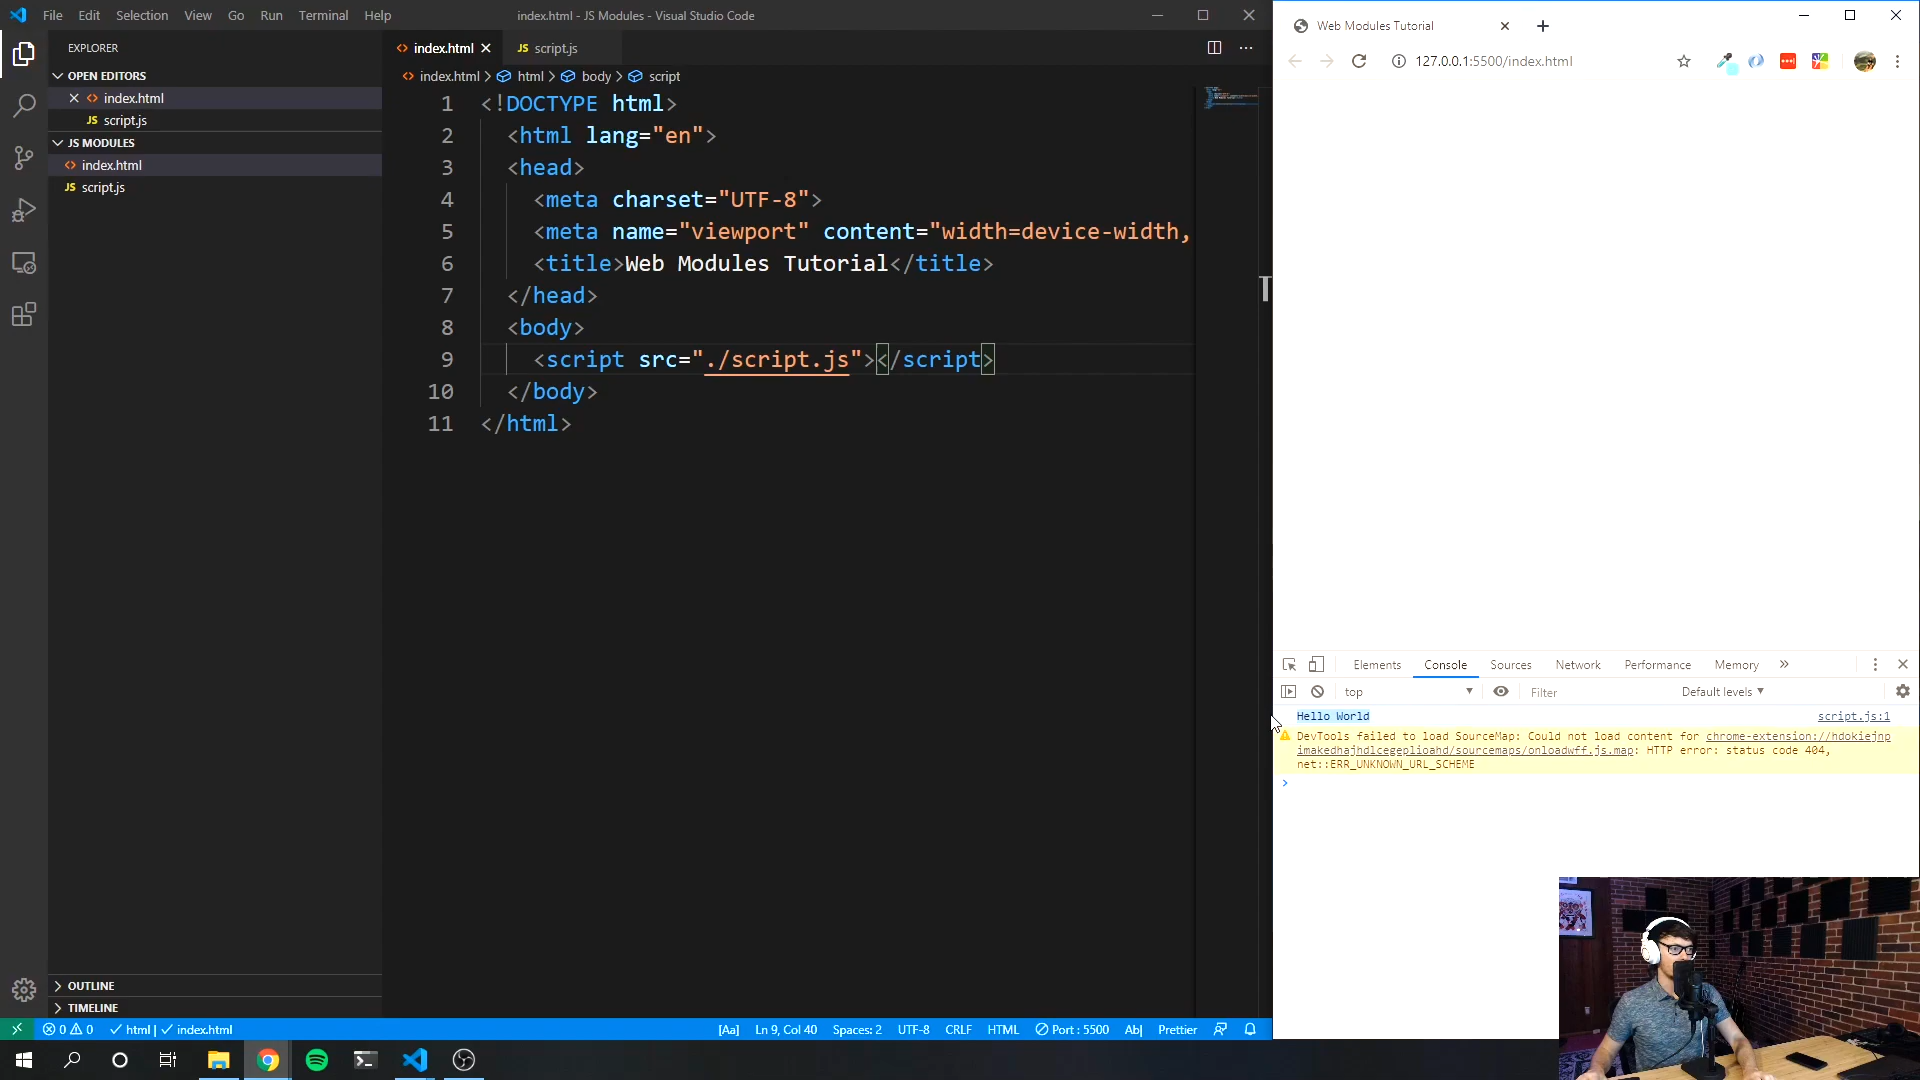 File Edit Selection View Go Run Terminal Help
index.html - JS Modules - Visual Studio Code
EXPLORER
OPEN EDITORS
index.html
JS script.js
JS MODULES
index.html
JS script.js
OUTLINE
TIMELINE
index.html JS script.js
index.html > html > body > script
1 <!DOCTYPE html>
2 <html lang="en">
3 <head>
4 <meta charset="UTF-8">
5 <meta name="viewport" content="width=device-width,
6 <title>Web Modules Tutorial</title>
7 </head>
8 <body>
9 <script src="./script.js"></script>
10 </body>
11 </html>
Web Modules Tutorial
127.0.0.1:5500/index.html
Elements Console Sources Network Performance Memory »
top Filter Default levels
Hello World script.js:1
DevTools failed to load SourceMap: Could not load content for chrome-extension://hdokiejnp
imakedhajhdlcegeplioahd/sourcemaps/onloadwff.js.map: HTTP error: status code 404,
net::ERR_UNKNOWN_URL_SCHEME
>
0 0 html | index.html [Aa] Ln 9, Col 40 Spaces: 2 UTF-8 CRLF HTML Port : 5500 Ab| Prettier